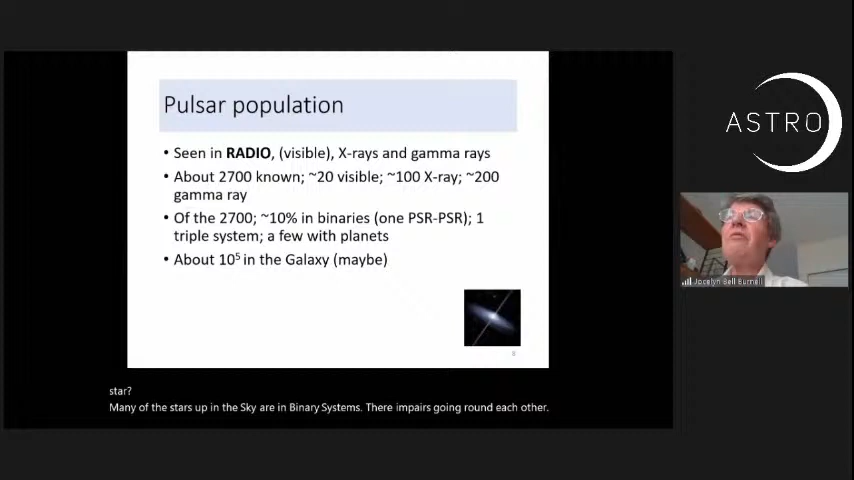 Pulsar population
• Seen in RADIO, (visible), X-rays and gamma rays
• About 2700 known; ~20 visible; ~100 X-ray; ~200
gamma ray
• Of the 2700; ~10% in binaries (one PSR-PSR); 1
triple system; a few with planets
• About 10⁵ in the Galaxy (maybe)
star?
Many of the stars up in the Sky are in Binary Systems. There impairs going round each other.
ASTRO
Jocelyn Bell Burnell